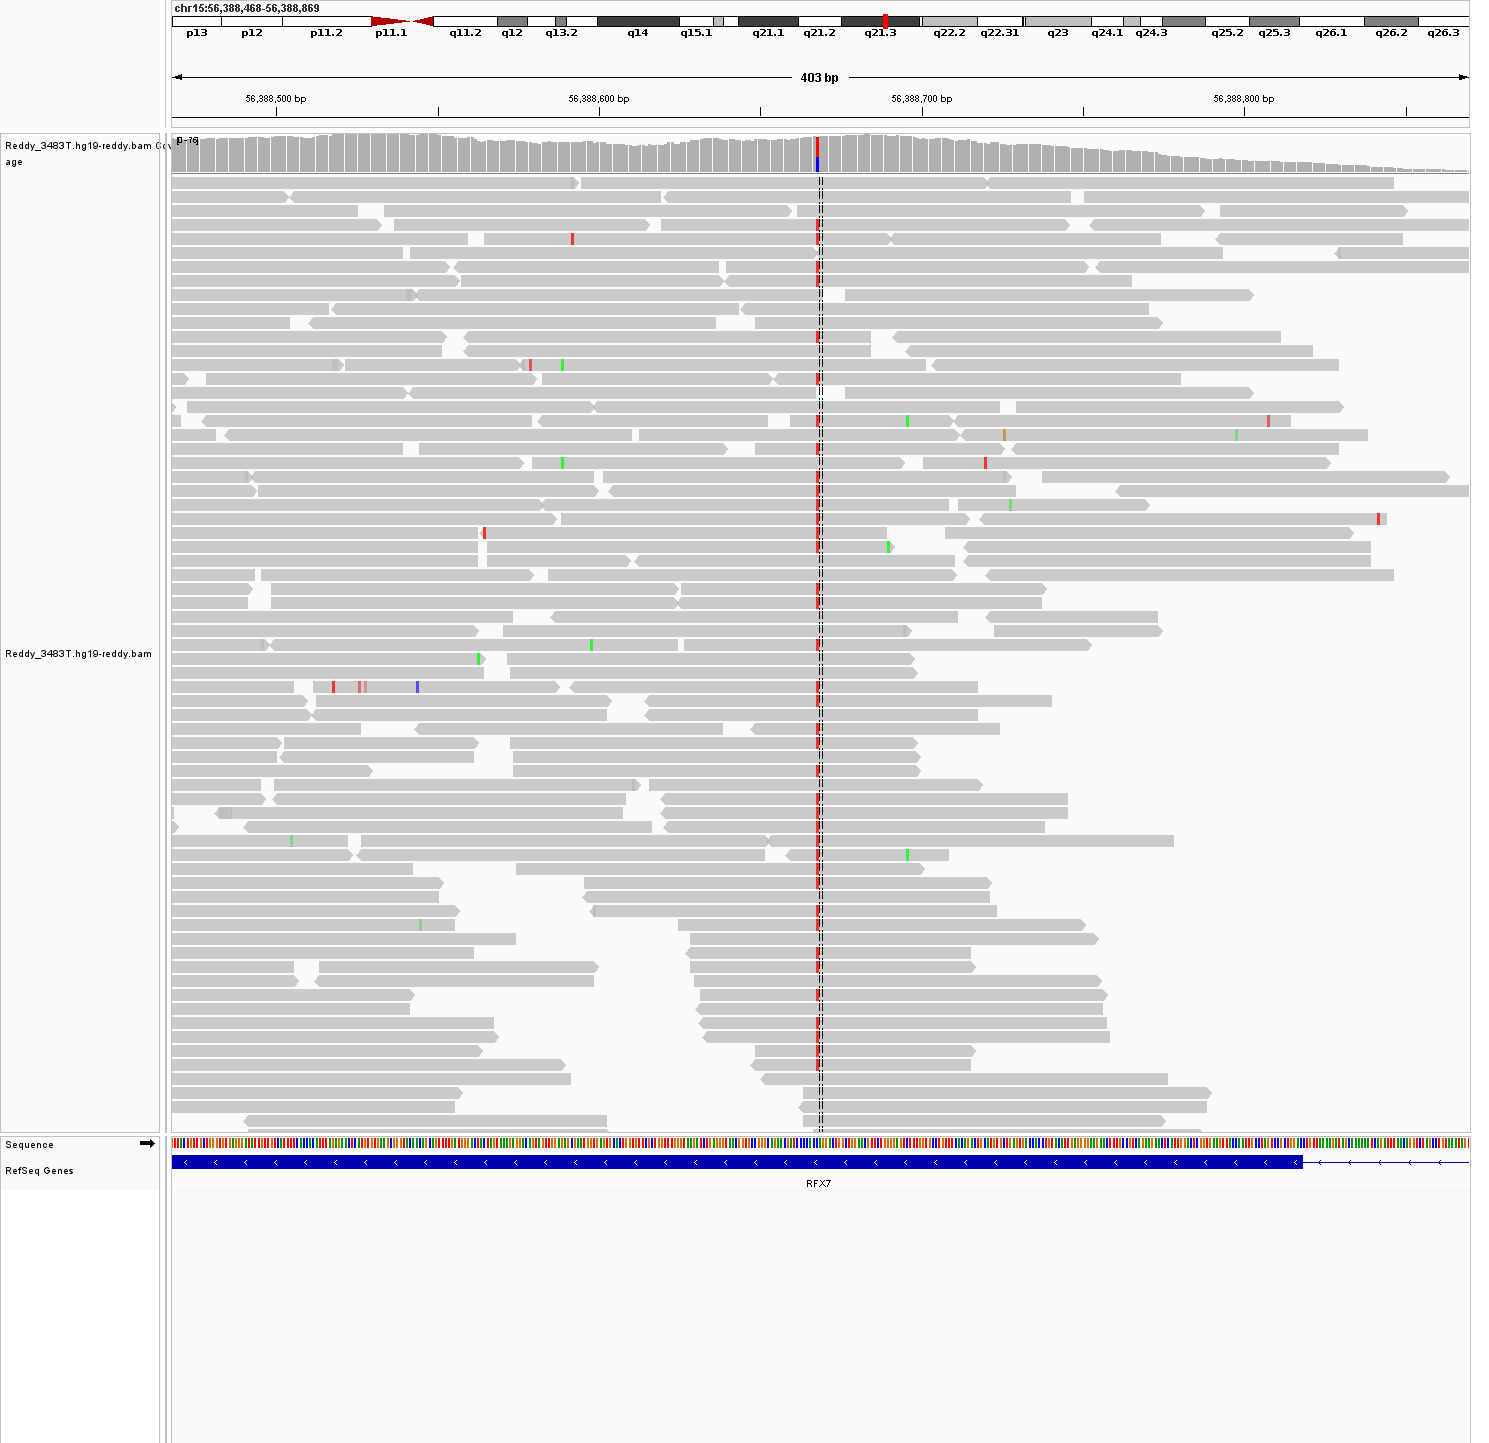 chr15:56,388,468-56,388,869
p13 p12 p11.2 p11.1 q11.2 q12 q13.2 q14 q15.1 q21.1 q21.2 q21.3 q22.2 q22.31 q23 q24.1 q24.3 q25.2 q25.3 q26.1 q26.2 q26.3
403 bp
56,388,500 bp 56,388,600 bp 56,388,700 bp 56,388,800 bp
Reddy_3483T.hg19-reddy.bam Cov
age
[0-76]
Reddy_3483T.hg19-reddy.bam
Sequence
RefSeq Genes
RFX7